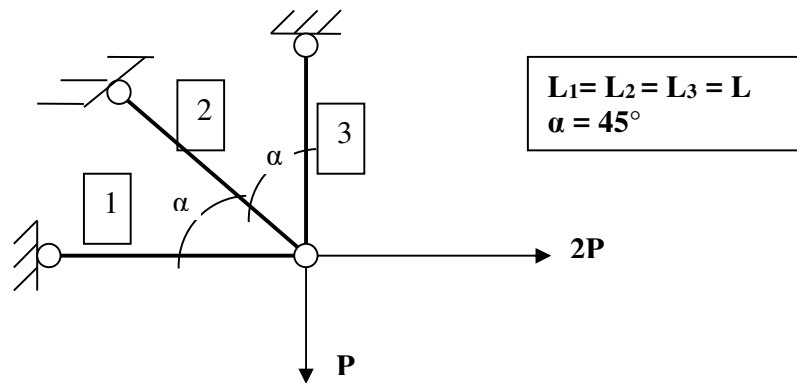 L1= L2 = L3 = L
α = 45°
2
α
3
1
α
2P
P